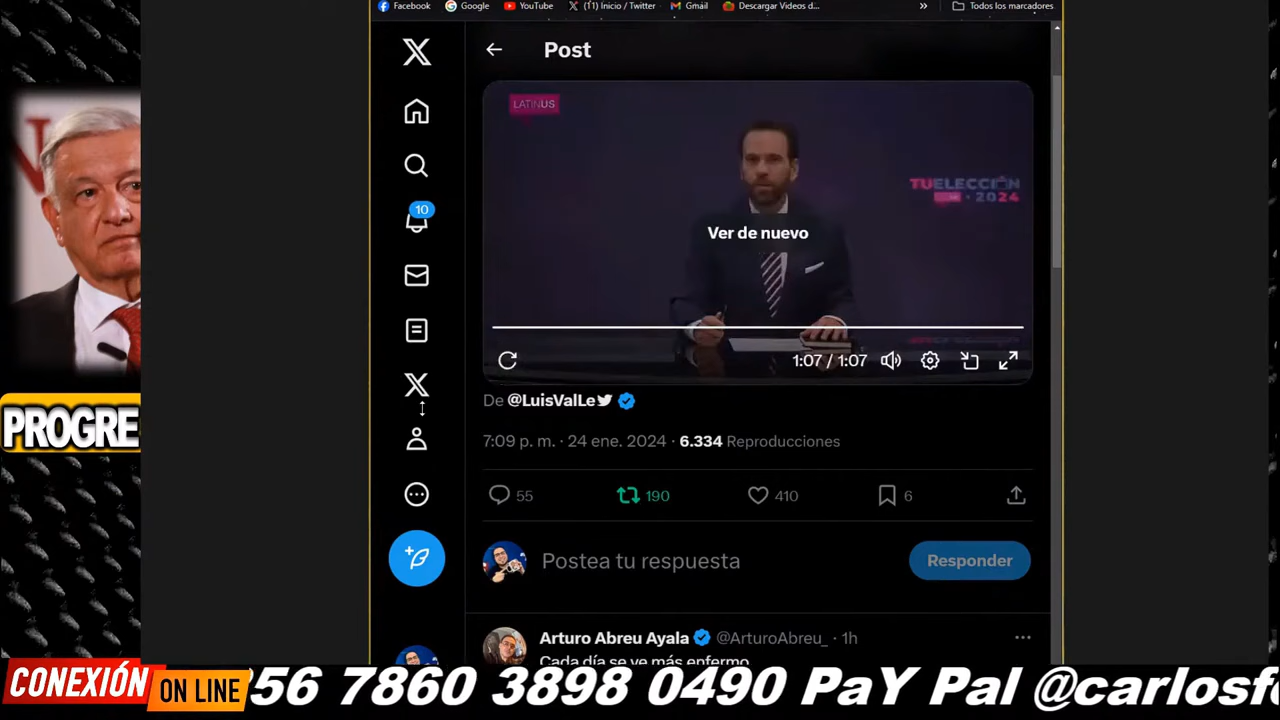 Facebook
Google
YouTube
(11) Inicio / Twitter
Gmail
Descargar Videos d...
»
Todos los marcadores
Post
LATINUS
10
TUELECCIÓN
2024
Ver de nuevo
1:07 / 1:07
De @LuisValLe
7:09 p. m. · 24 ene. 2024 · 6.334 Reproducciones
55
190
410
6
Postea tu respuesta
Responder
Arturo Abreu Ayala @ArturoAbreu_ · 1h
Cada día se ve más enfermo
PROGRE
CONEXIÓN
ON LINE
56 7860 3898 0490 PaY Pal @carlosf